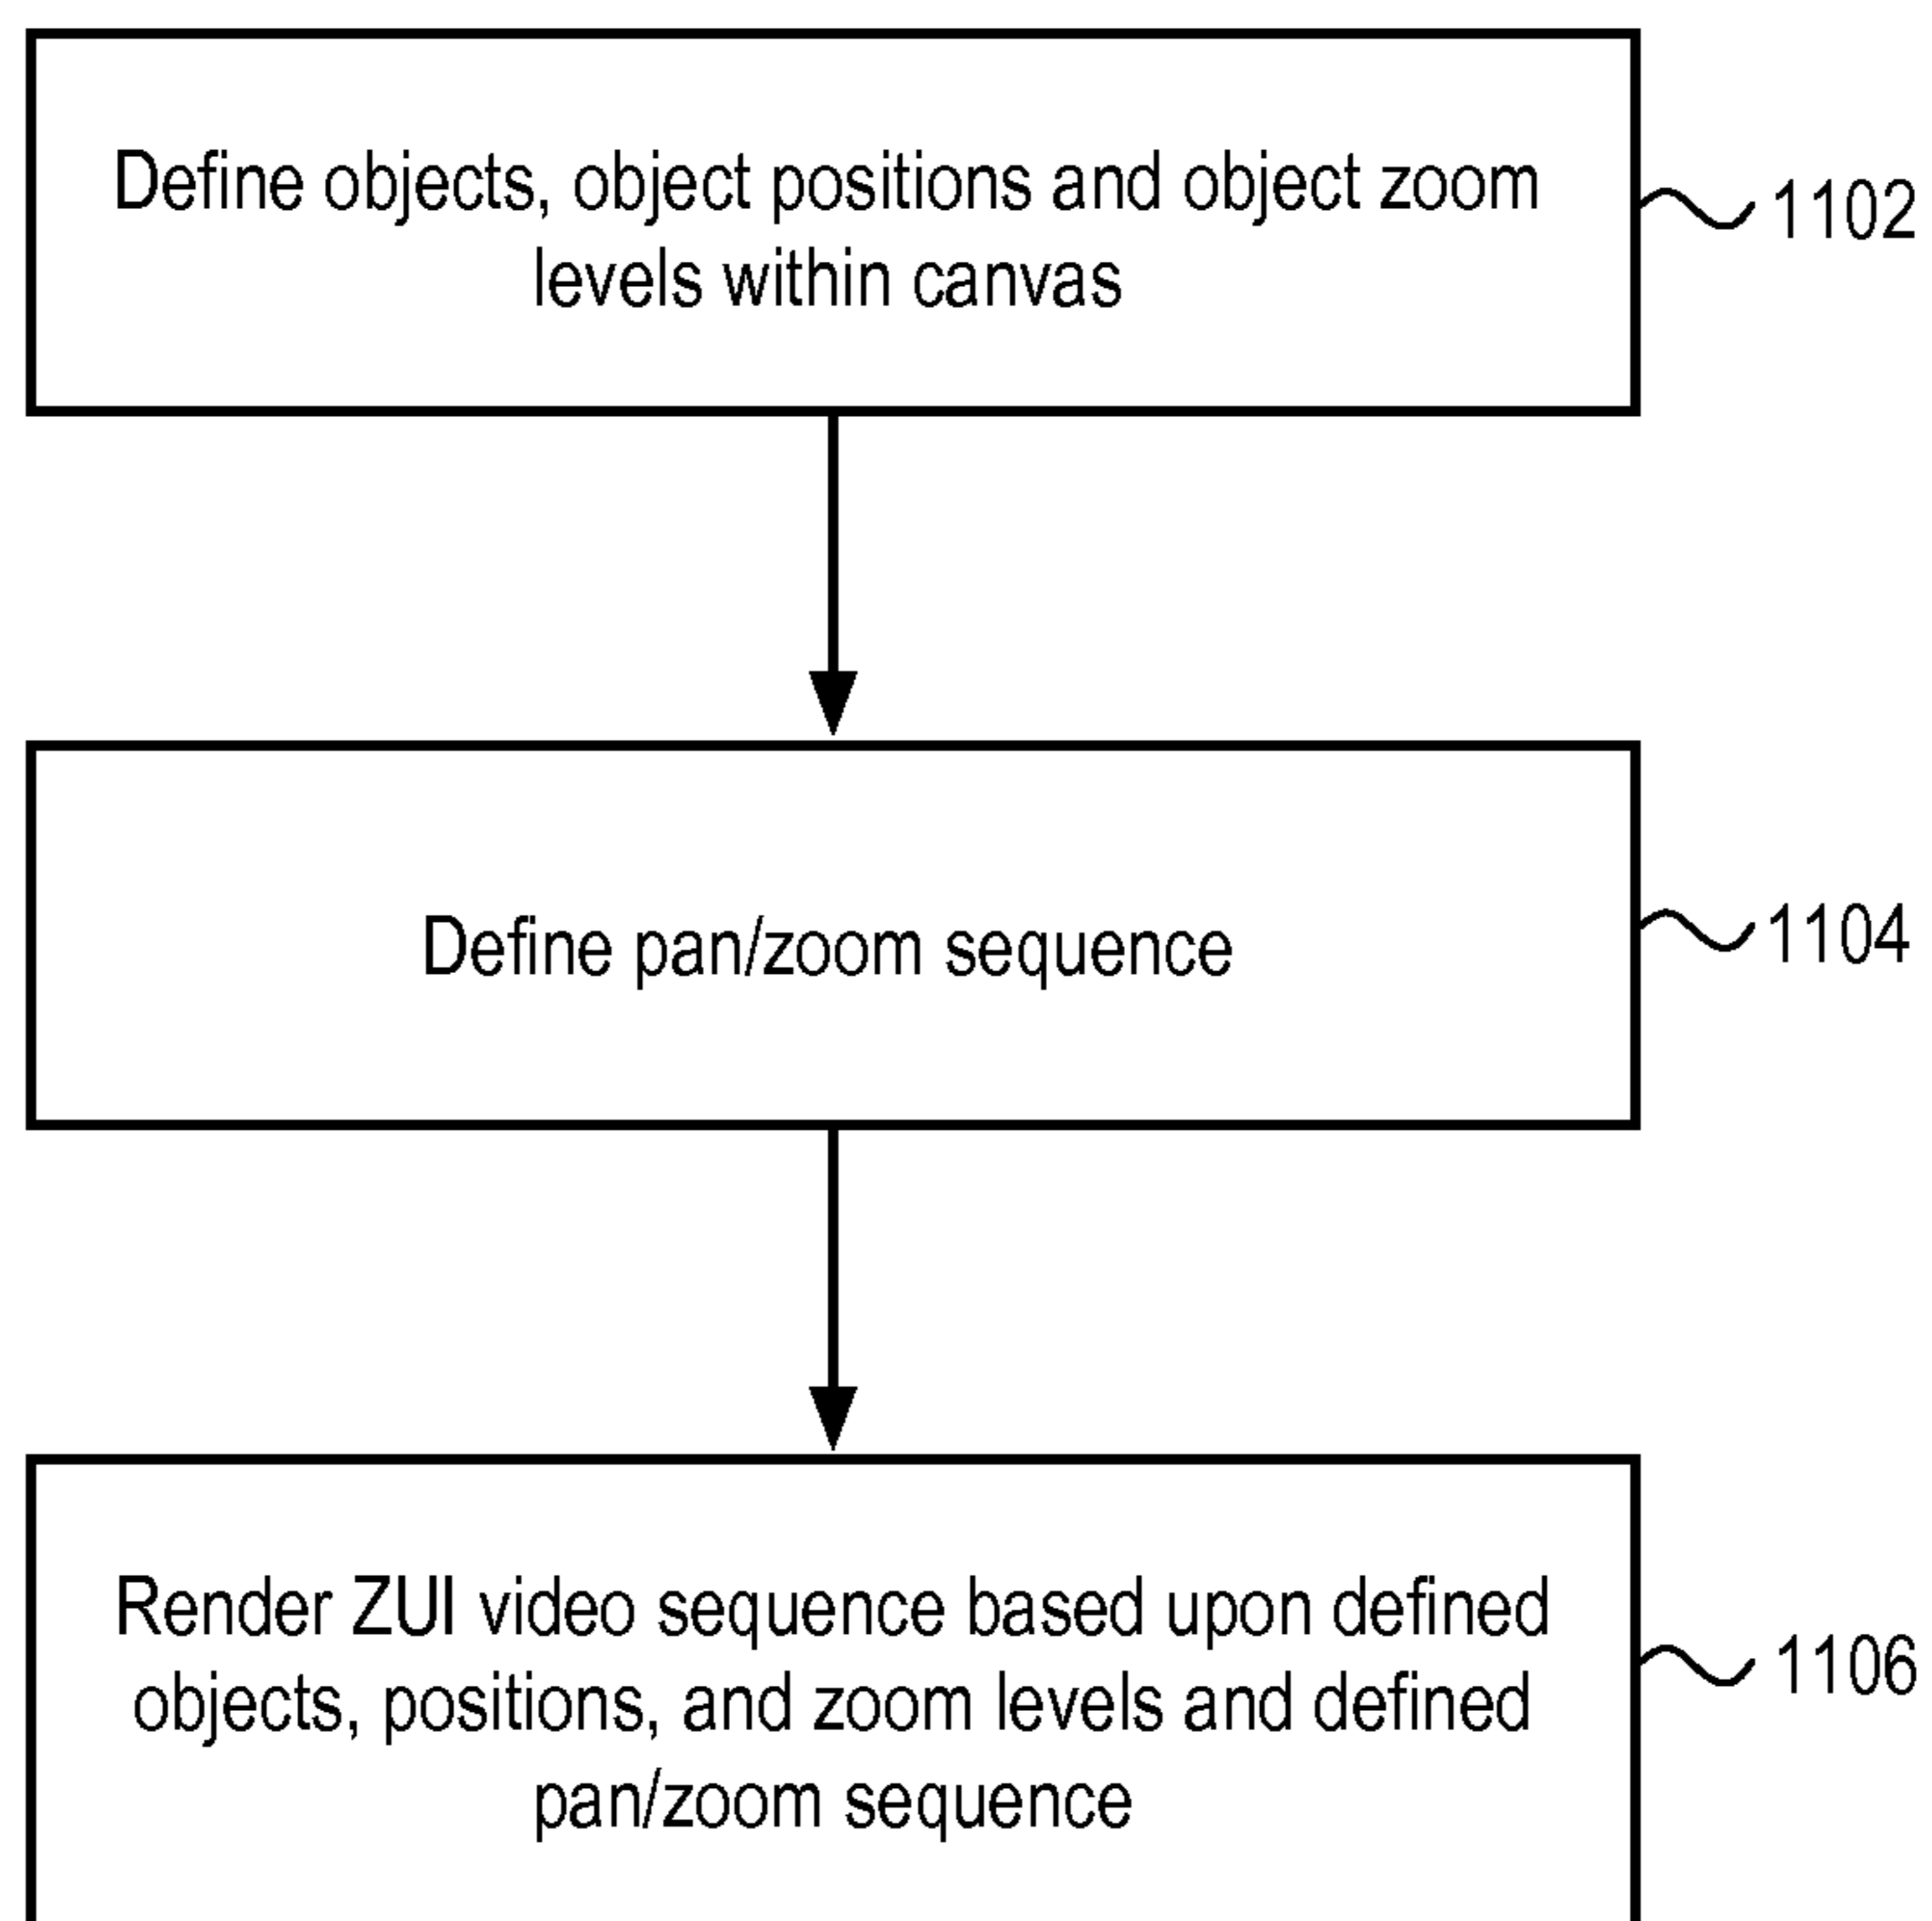 Define objects, object positions and object zoom
levels within canvas
1102
Define pan/zoom sequence
1104
Render ZUI video sequence based upon defined
objects, positions, and zoom levels and defined
pan/zoom sequence
1106